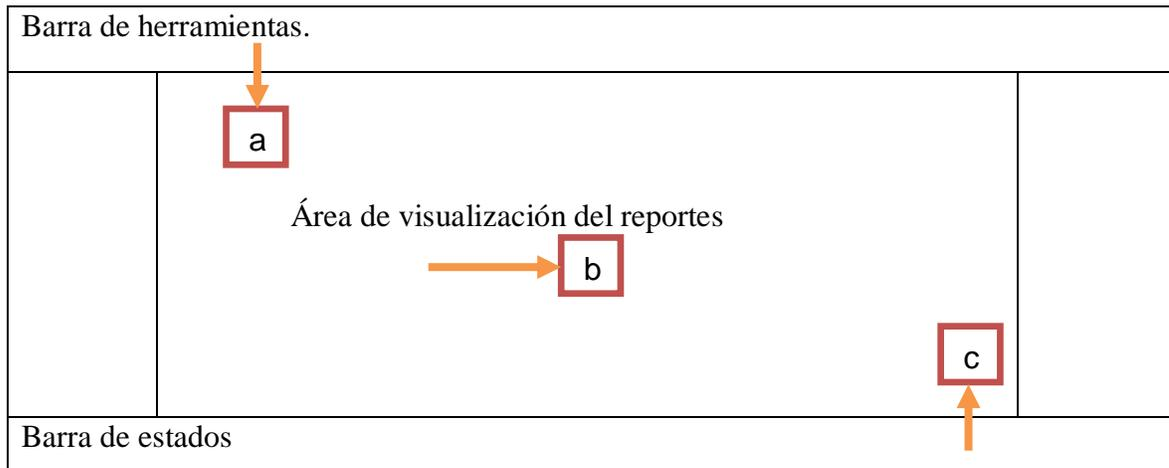 Barra de herramientas.
a
Área de visualización del reportes
b
c
Barra de estados